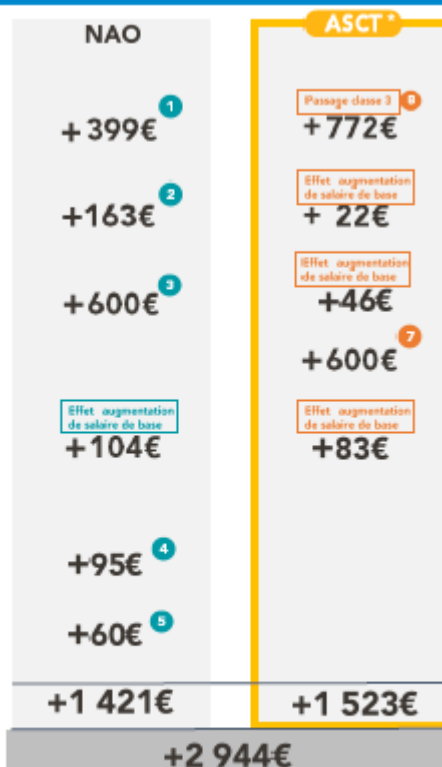 NAO
1
+399€
2
+163€
3
+600€
Effet augmentation
de salaire de base
+104€
4
+95€
5
+60€
+1 421€
ASCT *
Passage classe 3
8
+772€
Effet augmentation
de salaire de base
+ 22€
Effet augmentation
de salaire de base
+46€
7
+600€
Effet augmentation
de salaire de base
+83€
+1 523€
+2 944€